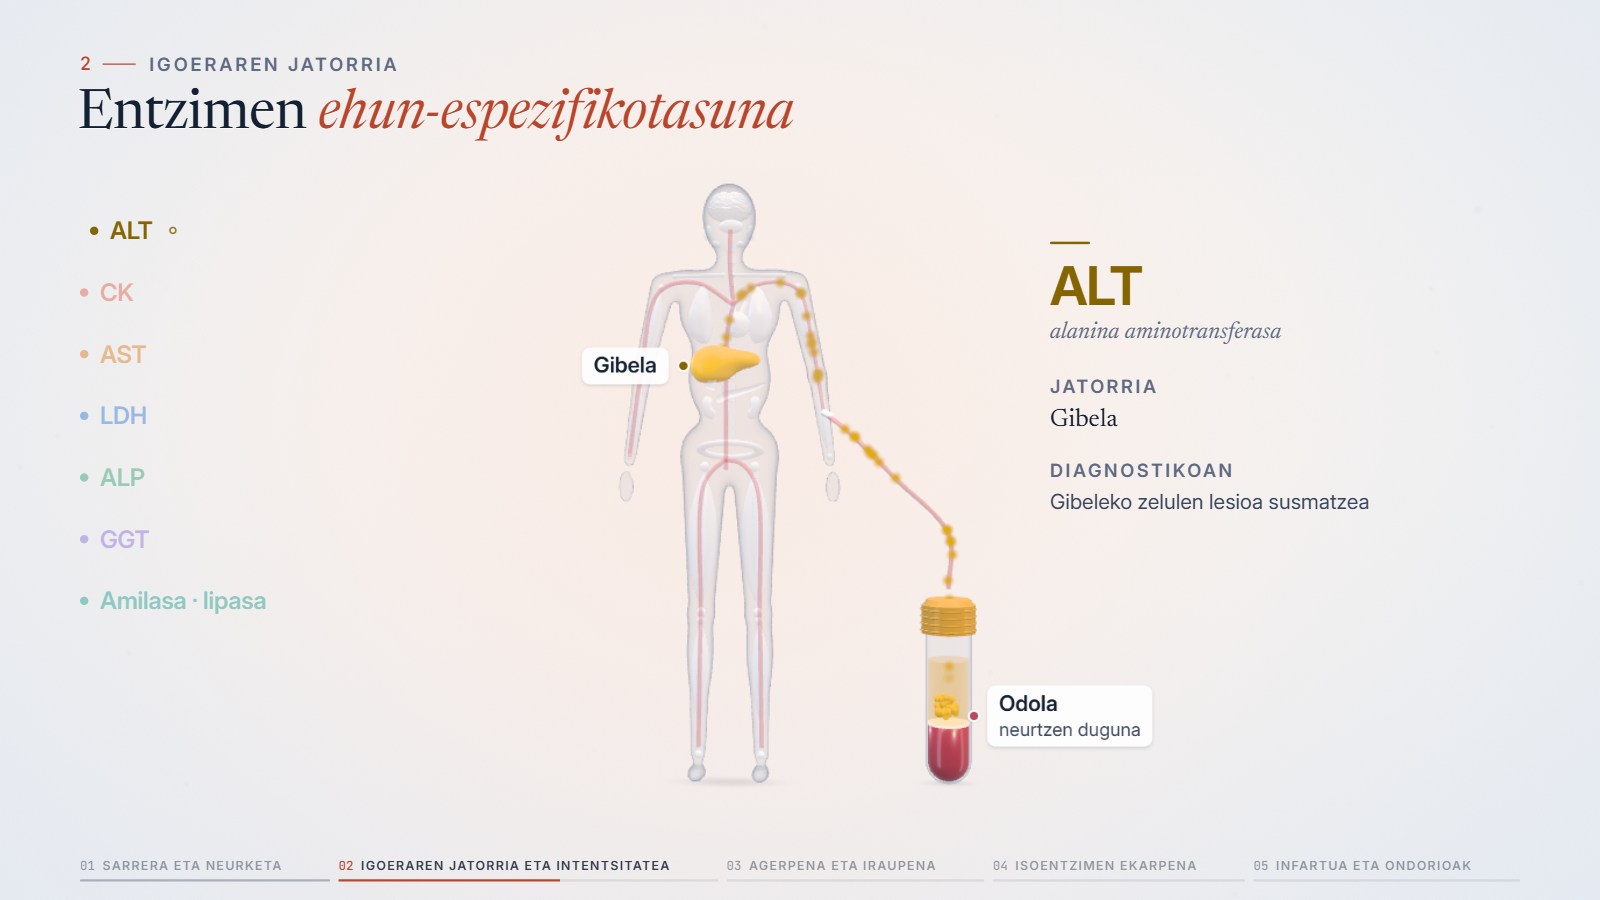 2 — IGOERAREN JATORRIA
Entzimen ehun-espezifikotasuna
• ALT
• CK
• AST
• LDH
• ALP
• GGT
• Amilasa · lipasa
Gibela
Odola
neurtzen duguna
ALT
alanina aminotransferasa
JATORRIA
Gibela
DIAGNOSTIKOAN
Gibeleko zelulen lesioa susmatzea
01 SARRERA ETA NEURKETA
02 IGOERAREN JATORRIA ETA INTENTSITATEA
03 AGERPENA ETA IRAUPENA
04 ISOENTZIMEN EKARPENA
05 INFARTUA ETA ONDORIOAK